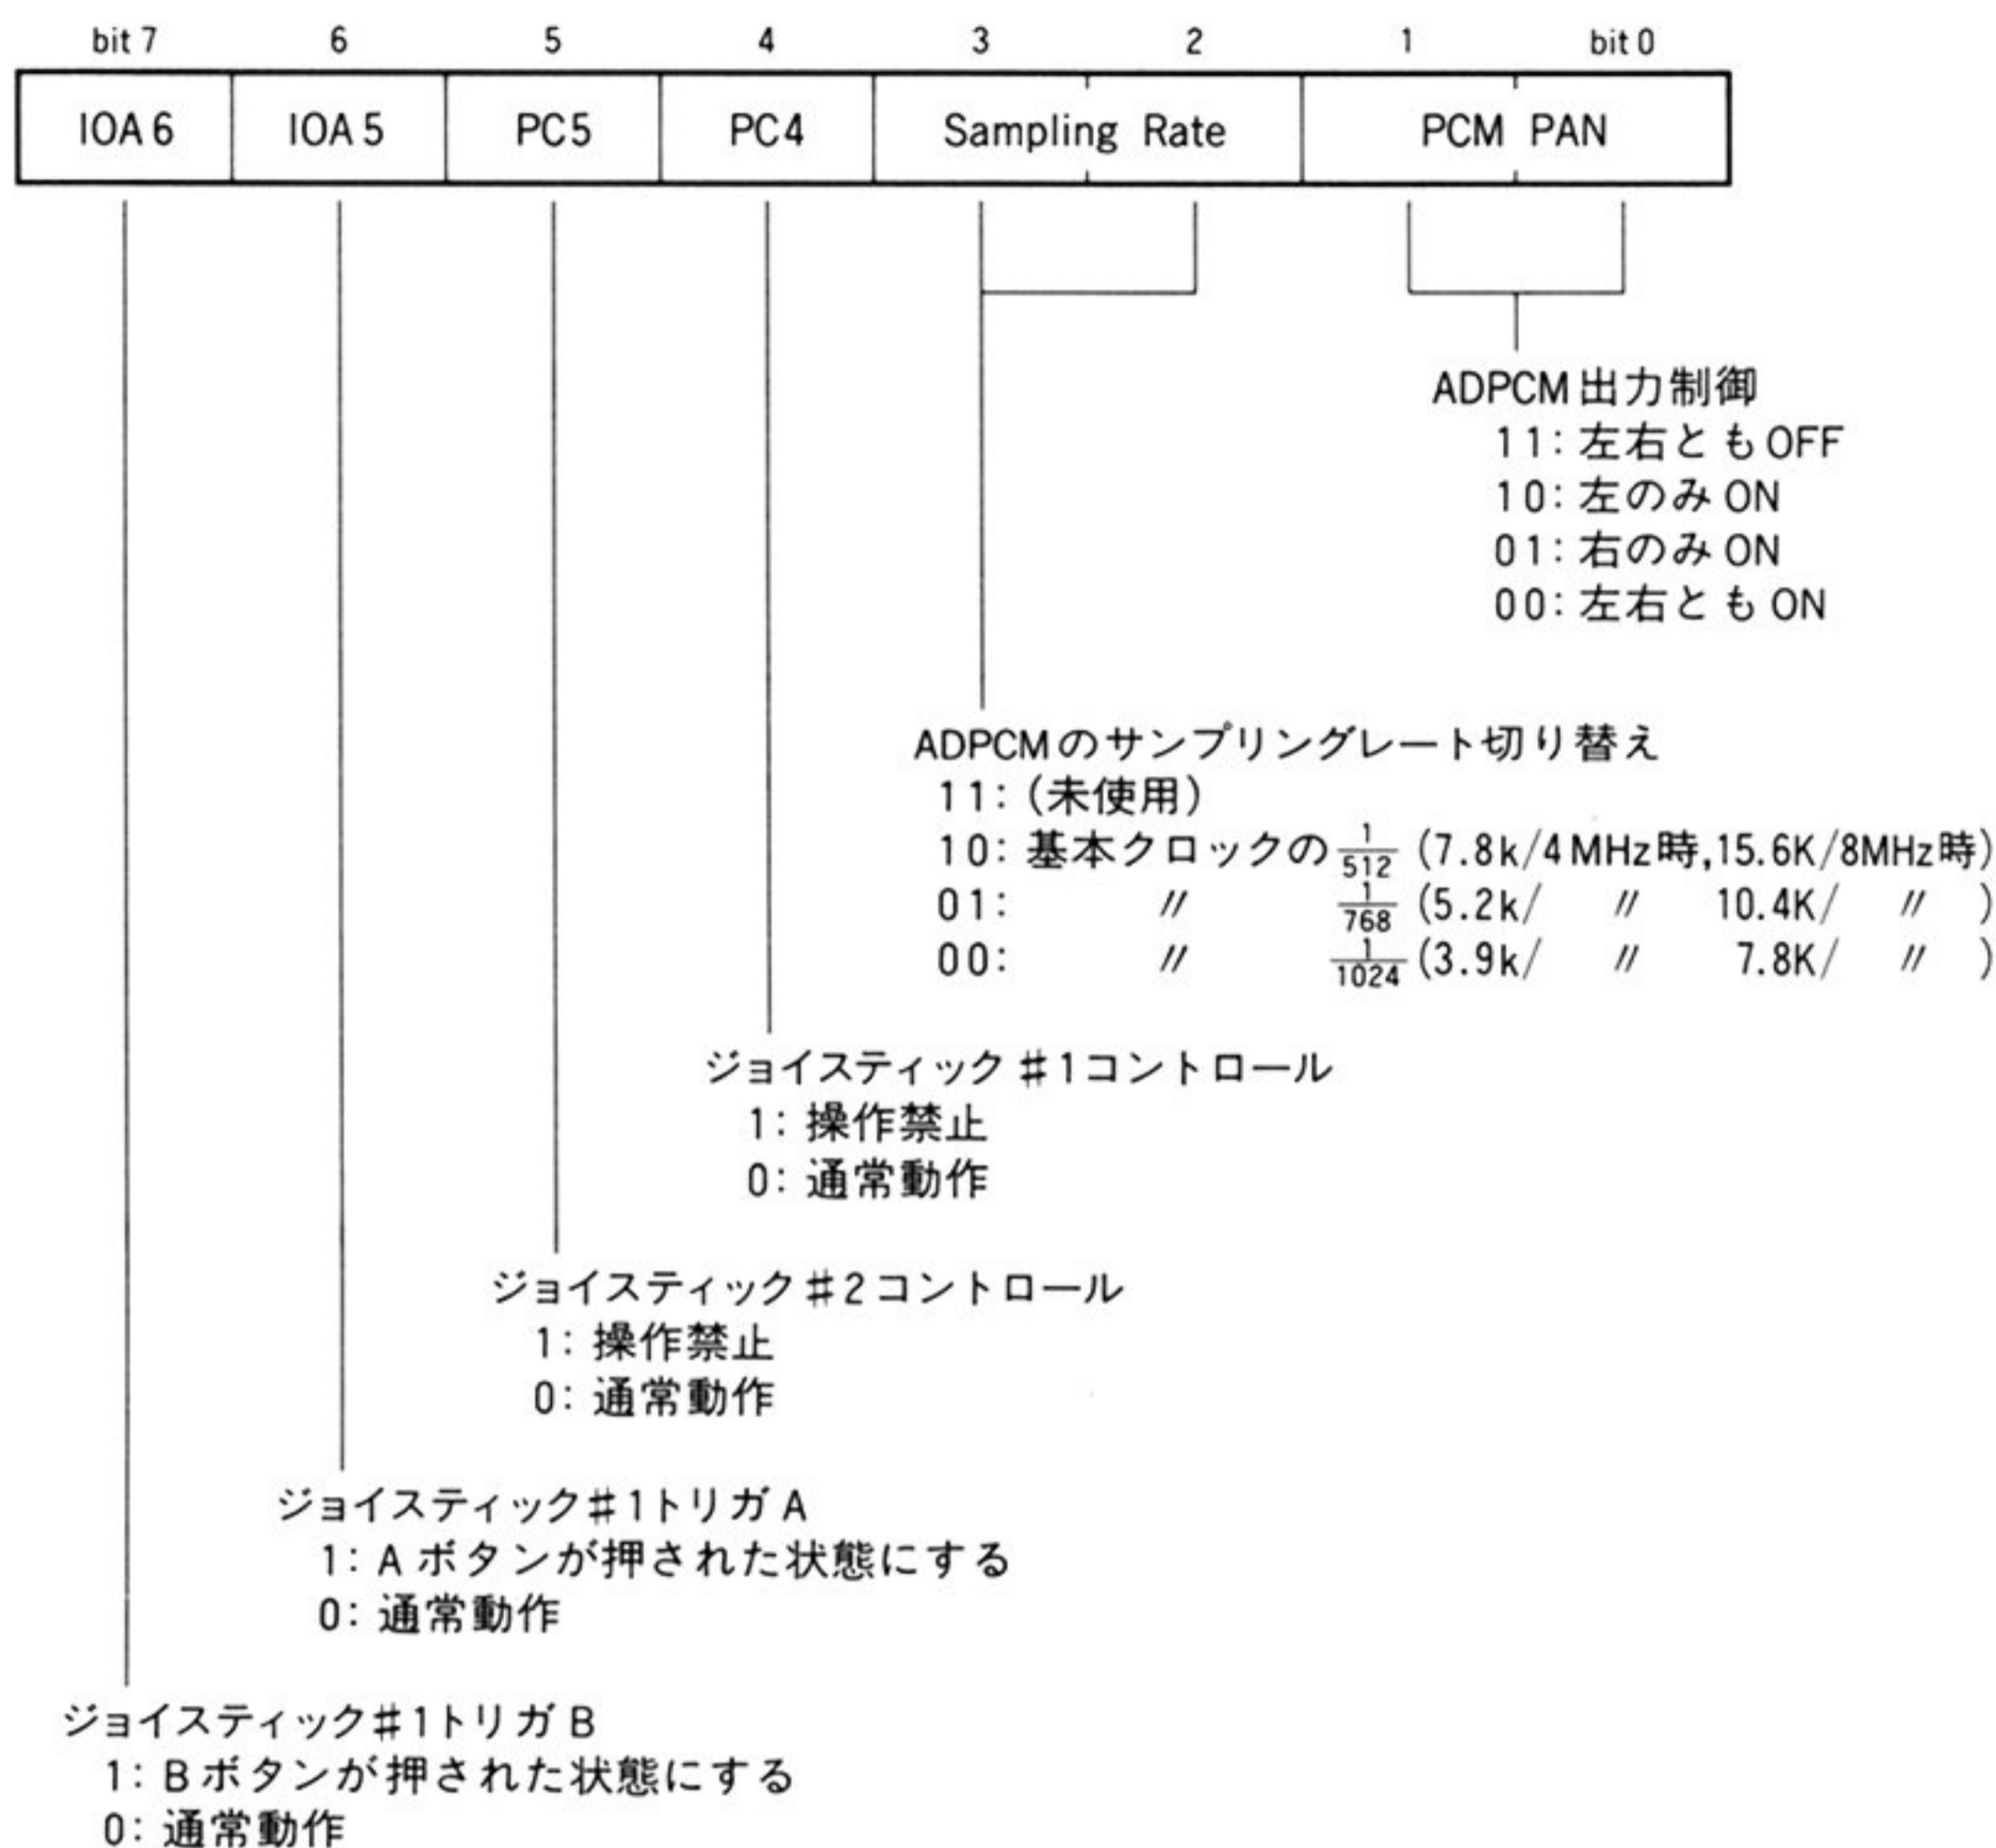 bit 7 6 5 4 3 2 1 bit 0
IOA 6 IOA 5 PC5 PC4 Sampling Rate PCM PAN
ADPCM出力制御
11: 左右ともOFF
10: 左のみON
01: 右のみON
00: 左右ともON
ADPCMのサンプリングレート切り替え
11: (未使用)
10: 基本クロックの 1/512 (7.8k/4MHz時,15.6K/8MHz時)
01: 〃 1/768 (5.2k/ 〃 10.4K/ 〃 )
00: 〃 1/1024 (3.9k/ 〃 7.8K/ 〃 )
ジョイスティック♯1コントロール
1: 操作禁止
0: 通常動作
ジョイスティック♯2コントロール
1: 操作禁止
0: 通常動作
ジョイスティック♯1トリガA
1: Aボタンが押された状態にする
0: 通常動作
ジョイスティック♯1トリガB
1: Bボタンが押された状態にする
0: 通常動作